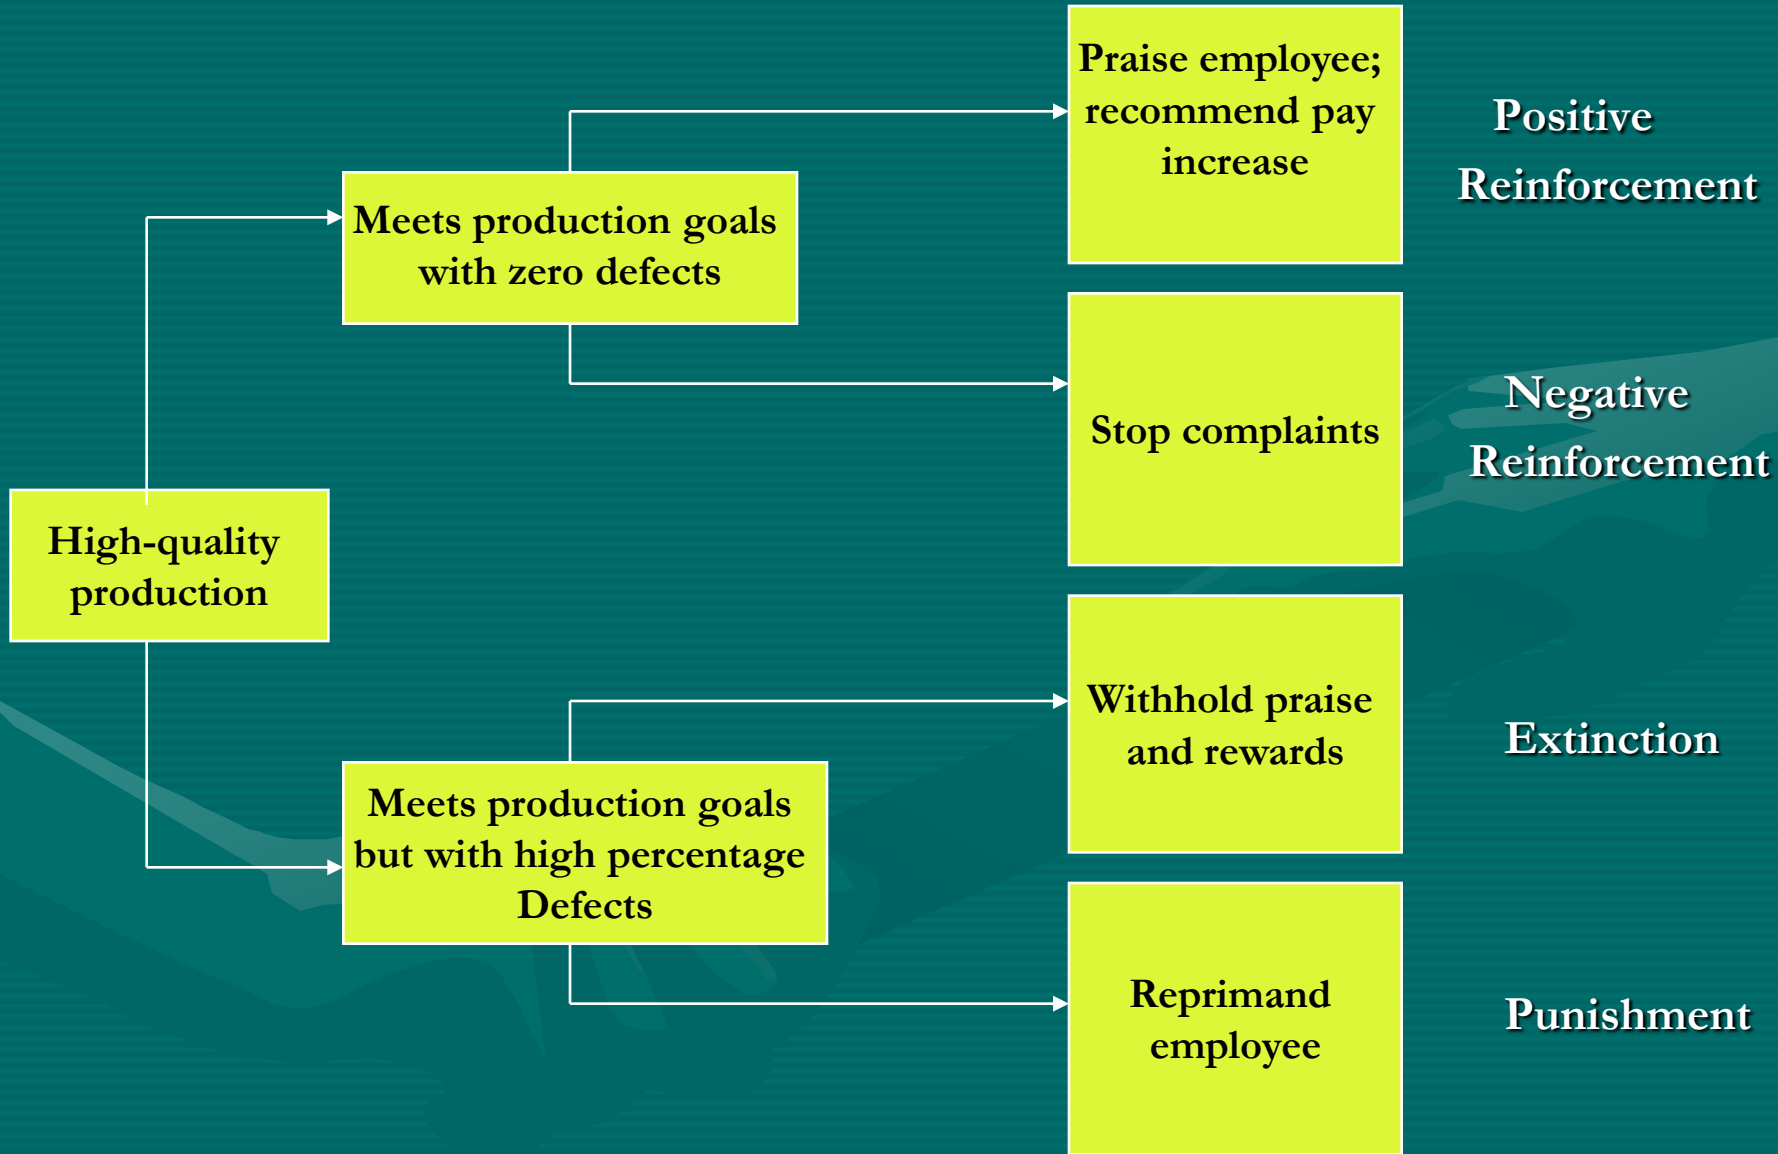 Praise employee;
recommend pay
increase
Positive
Reinforcement
Meets production goals
with zero defects
Stop complaints
Negative
Reinforcement
High-quality
production
Withhold praise
and rewards
Extinction
Meets production goals
but with high percentage
Defects
Reprimand
employee
Punishment